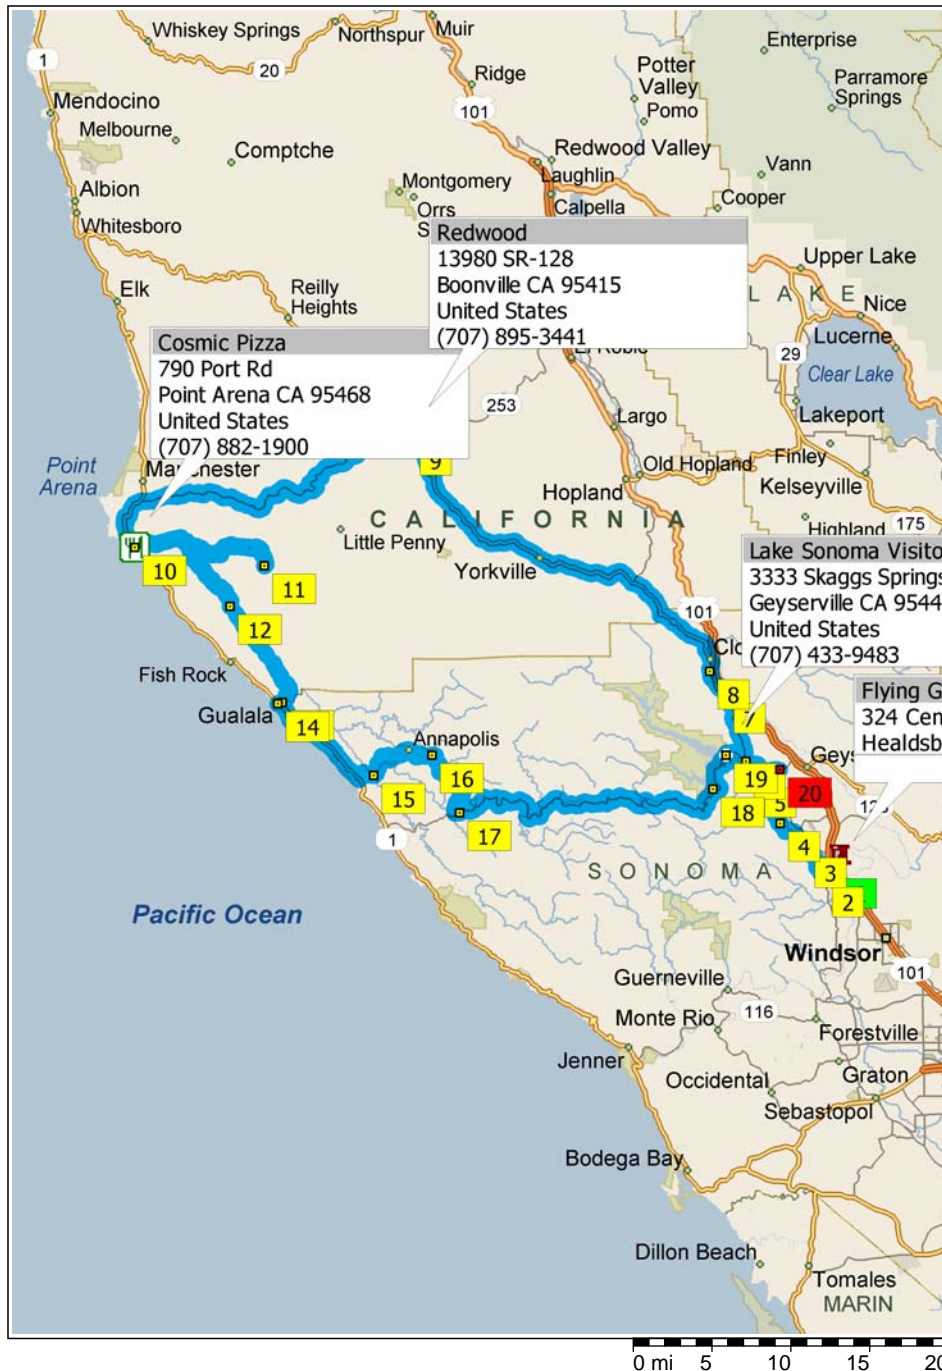 Whiskey Springs
Northspur
Muir
Enterprise
1
20
Ridge
Potter
Valley
Parramore
Springs
Mendocino
101
Pomo
Melbourne
Comptche
Redwood Valley
Laughlin
Vann
Albion
Montgomery
Orrs
S
Calpella
Cooper
Whitesboro
Redwood
13980 SR-128
Boonville CA 95415
United States
(707) 895-3441
Upper Lake
LAKE
Elk
Reilly
Heights
Nice
Lucerne
Cosmic Pizza
790 Port Rd
Point Arena CA 95468
United States
(707) 882-1900
29
Clear Lake
253
Lakeport
Largo
Point
Arena
Manchester
9
Old Hopland
Finley
Hopland
Kelseyville
CALIFORNIA
Little Penny
Highland
175
10
11
Yorkville
Lake Sonoma Visito
3333 Skaggs Springs
Geyserville CA 9544
United States
(707) 433-9483
101
12
Clo
Fish Rock
8
7
Flying G
324 Cen
Healdsb
Gualala
14
Annapolis
Geys
15
16
19
20
18
5
17
128
1
4
SONOMA
3
2
Pacific Ocean
Windsor
101
Guerneville
Monte Rio
116
Forestville
Jenner
Graton
Occidental
Sebastopol
Bodega Bay
Dillon Beach
Tomales
MARIN
0 mi 5 10 15 20